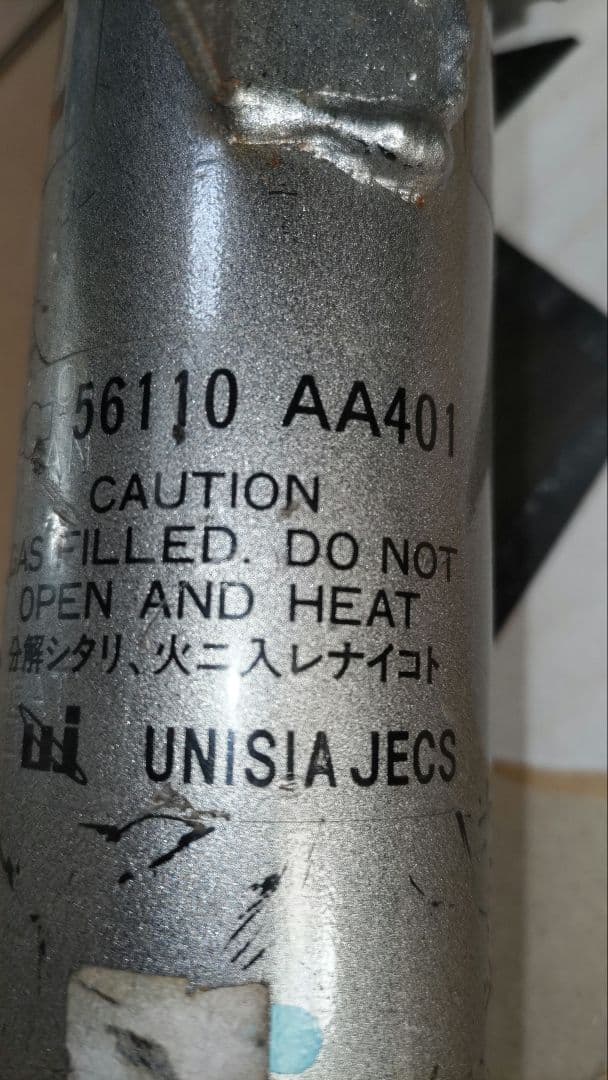 56110 AA401
CAUTION
GAS FILLED. DO NOT
OPEN AND HEAT
分解シタリ、火ニ入レナイコト
UNISIA JECS